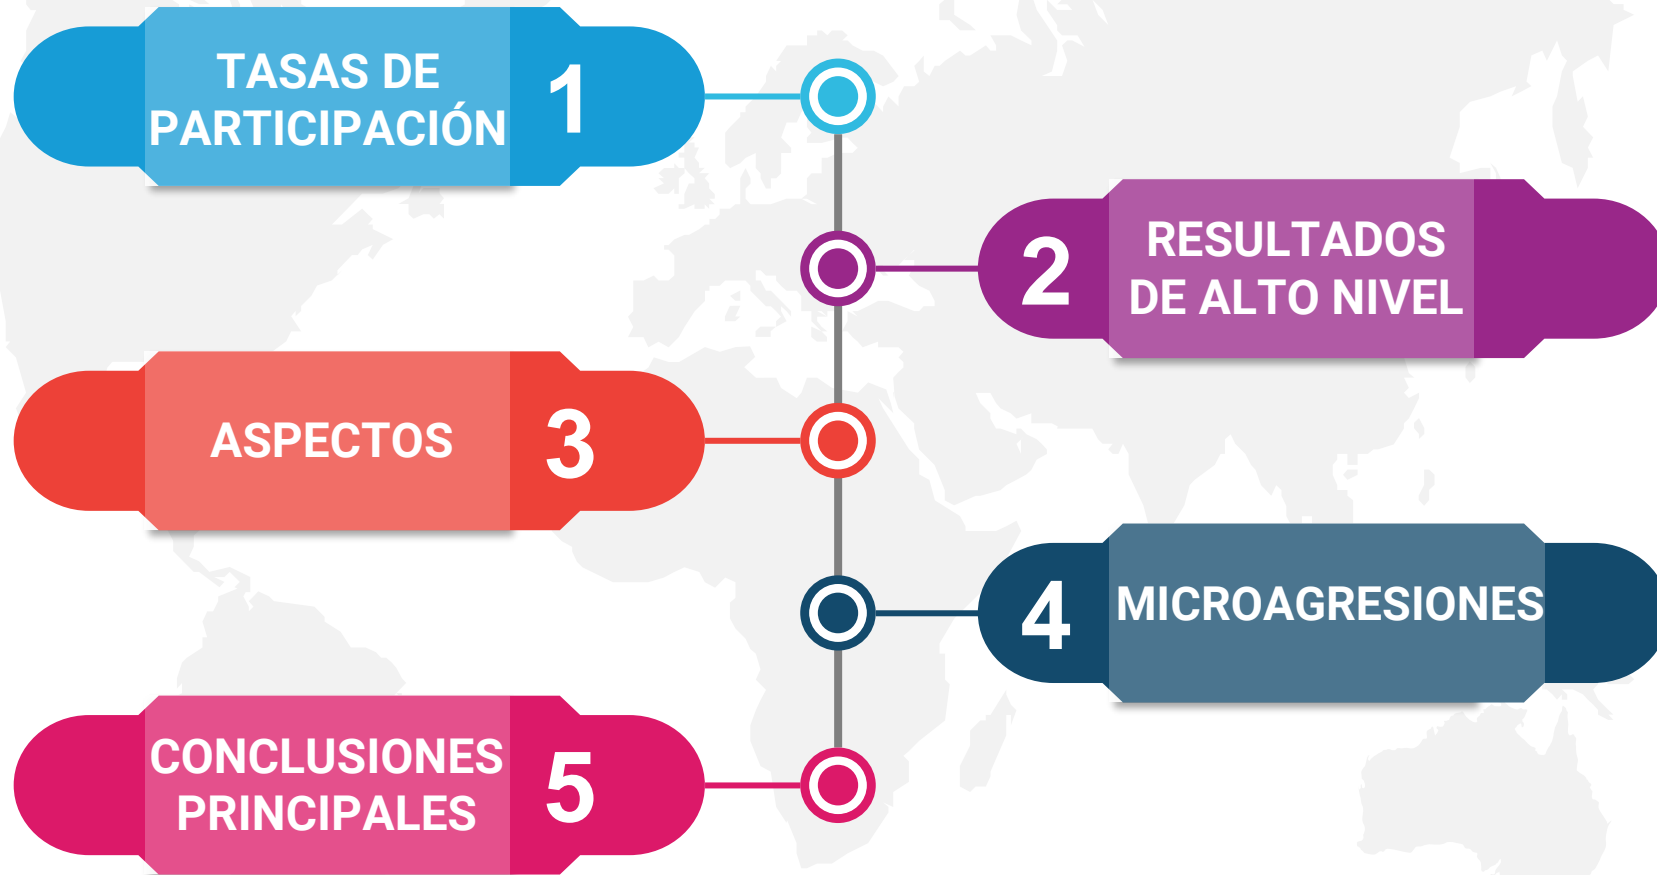 TASAS DE
PARTICIPACIÓN
1
2
RESULTADOS
DE ALTO NIVEL
ASPECTOS
3
4
MICROAGRESIONES
CONCLUSIONES
PRINCIPALES
5